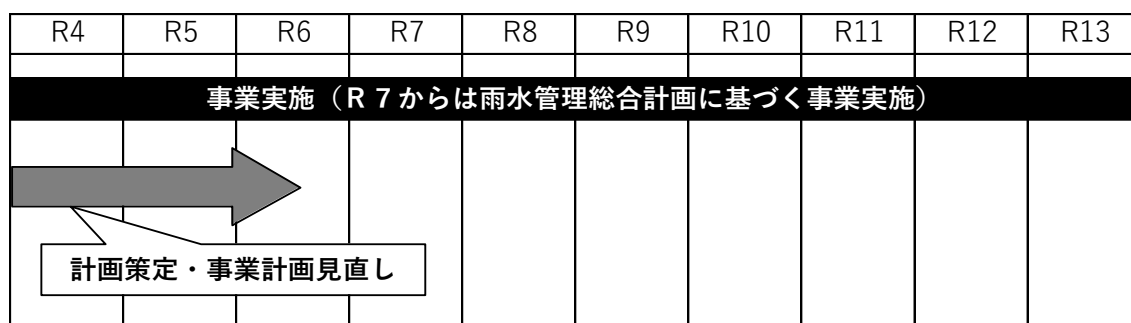 R4 R5 R6 R7 R8 R9 R10 R11 R12 R13
事業実施（R７からは雨水管理総合計画に基づく事業実施）
計画策定・事業計画見直し